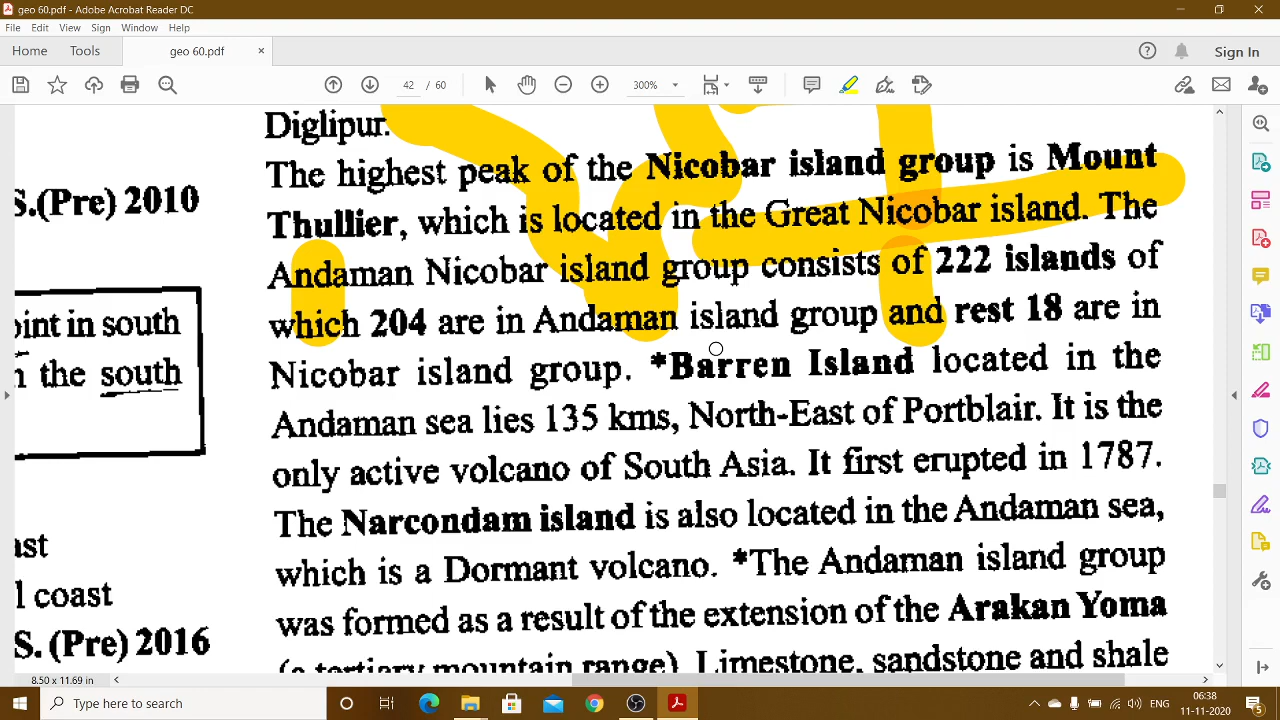 geo 60.pdf - Adobe Acrobat Reader DC
File Edit View Sign Window Help
Home Tools geo 60.pdf × Sign In
42 / 60 300%
Diglipur.
The highest peak of the Nicobar island group is Mount
Thullier, which is located in the Great Nicobar island. The
Andaman Nicobar island group consists of 222 islands of
which 204 are in Andaman island group and rest 18 are in
Nicobar island group. *Barren Island located in the
Andaman sea lies 135 kms, North-East of Portblair. It is the
only active volcano of South Asia. It first erupted in 1787.
The Narcondam island is also located in the Andaman sea,
which is a Dormant volcano. *The Andaman island group
was formed as a result of the extension of the Arakan Yoma
(a tertiary mountain range). Limestone, sandstone and shale
S.(Pre) 2010
oint in south
the south
ast
l coast
S. (Pre) 2016
8.50 x 11.69 in
Type here to search
ENG
06:38
11-11-2020
5